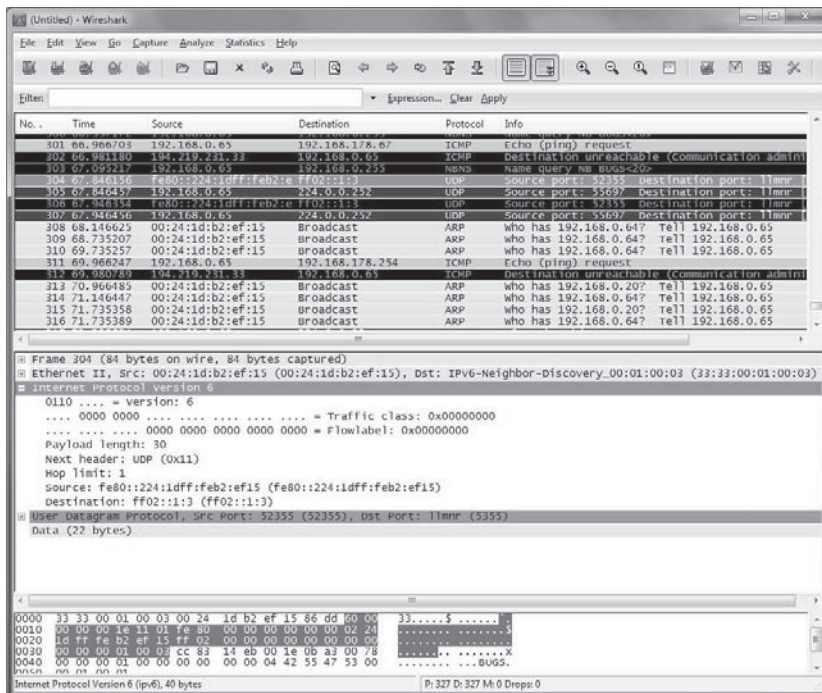 (Untitled) - Wireshark
File Edit View Go Capture Analyze Statistics Help
Filter: Expression... Clear Apply
No. . Time Source Destination Protocol Info
301 66.966703 192.168.0.65 192.168.178.67 ICMP Echo (ping) request
302 66.981180 194.219.231.33 192.168.0.65 ICMP Destination unreachable (Communication admini
303 67.095217 192.168.0.65 192.168.0.255 NBNS Name query NB BUGS<20>
304 67.846156 fe80::224:1dff:feb2:e ff02::1:3 UDP Source port: 52355 Destination port: llmnr [
305 67.846457 192.168.0.65 224.0.0.252 UDP Source port: 55697 Destination port: llmnr [
306 67.946354 fe80::224:1dff:feb2:e ff02::1:3 UDP Source port: 52355 Destination port: llmnr [
307 67.946456 192.168.0.65 224.0.0.252 UDP Source port: 55697 Destination port: llmnr [
308 68.146625 00:24:1d:b2:ef:15 Broadcast ARP Who has 192.168.0.64? Tell 192.168.0.65
309 68.735207 00:24:1d:b2:ef:15 Broadcast ARP Who has 192.168.0.64? Tell 192.168.0.65
310 69.735257 00:24:1d:b2:ef:15 Broadcast ARP Who has 192.168.0.64? Tell 192.168.0.65
311 69.966247 192.168.0.65 192.168.178.254 ICMP Echo (ping) request
312 69.980789 194.219.231.33 192.168.0.65 ICMP Destination unreachable (Communication admini
313 70.966485 00:24:1d:b2:ef:15 Broadcast ARP Who has 192.168.0.20? Tell 192.168.0.65
314 71.146447 00:24:1d:b2:ef:15 Broadcast ARP Who has 192.168.0.64? Tell 192.168.0.65
315 71.735358 00:24:1d:b2:ef:15 Broadcast ARP Who has 192.168.0.20? Tell 192.168.0.65
316 71.735389 00:24:1d:b2:ef:15 Broadcast ARP Who has 192.168.0.64? Tell 192.168.0.65
Frame 304 (84 bytes on wire, 84 bytes captured)
Ethernet II, Src: 00:24:1d:b2:ef:15 (00:24:1d:b2:ef:15), Dst: IPv6-Neighbor-Discovery_00:01:00:03 (33:33:00:01:00:03)
Internet Protocol Version 6
0110 .... = Version: 6
.... 0000 0000 .... .... .... .... .... = Traffic class: 0x00000000
.... .... .... 0000 0000 0000 0000 0000 = Flowlabel: 0x00000000
Payload length: 30
Next header: UDP (0x11)
Hop limit: 1
Source: fe80::224:1dff:feb2:ef15 (fe80::224:1dff:feb2:ef15)
Destination: ff02::1:3 (ff02::1:3)
User Datagram Protocol, Src Port: 52355 (52355), Dst Port: llmnr (5355)
Data (22 bytes)
0000 33 33 00 01 00 03 00 24 1d b2 ef 15 86 dd 60 00 33.....$ ......`.
0010 00 00 00 1e 11 01 fe 80 00 00 00 00 00 00 02 24 ........ .......$
0020 1d ff fe b2 ef 15 ff 02 00 00 00 00 00 00 00 00 ........ ........
0030 00 00 00 01 00 03 cc 83 14 eb 00 1e 0b a3 00 78 ........ .......x
0040 00 00 00 01 00 00 00 00 00 00 04 42 55 47 53 00 ........ ...BUGS.
0050 00 01 00 01
Internet Protocol Version 6 (ipv6), 40 bytes P: 327 D: 327 M: 0 Drops: 0